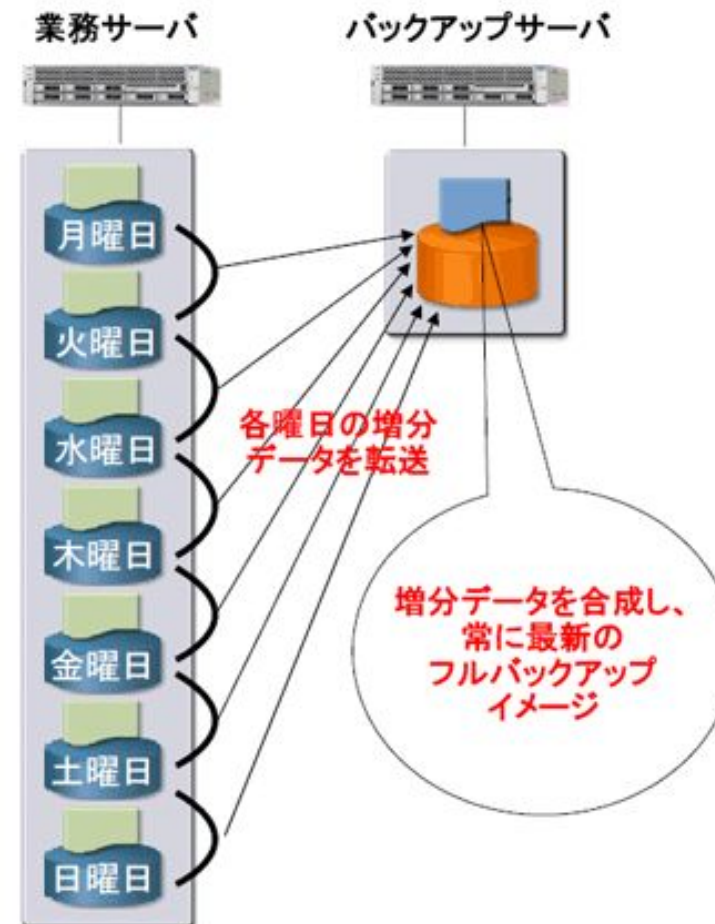 業務サーバ
バックアップサーバ
月曜日
火曜日
水曜日
木曜日
金曜日
土曜日
日曜日
各曜日の増分
データを転送
増分データを合成し、
常に最新の
フルバックアップ
イメージ